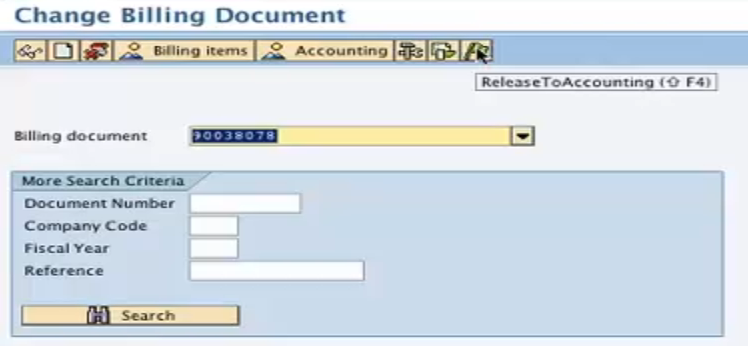 Change Billing Document
Billing items Accounting
ReleaseToAccounting (⇧ F4)
Billing document 90038078
More Search Criteria
Document Number
Company Code
Fiscal Year
Reference
Search